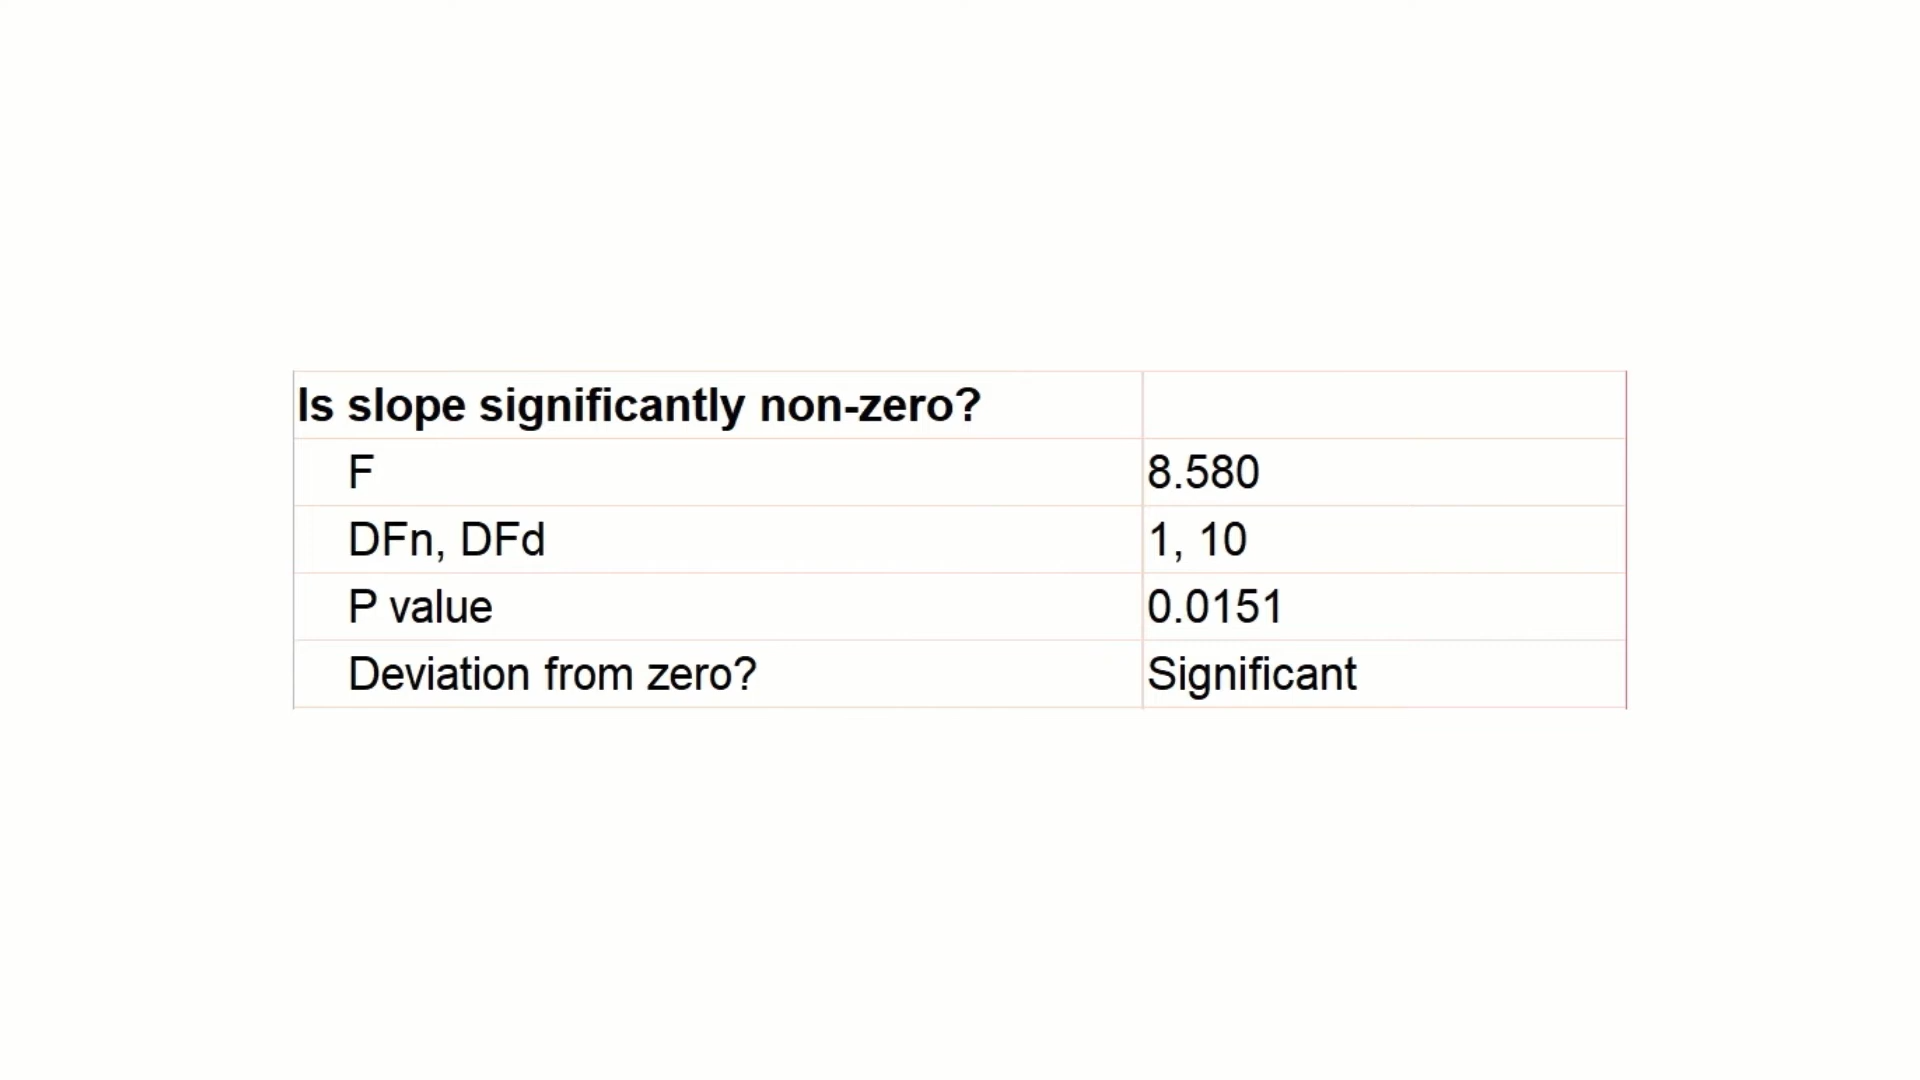 Is slope significantly non-zero?
F 8.580
DFn, DFd 1, 10
P value 0.0151
Deviation from zero? Significant